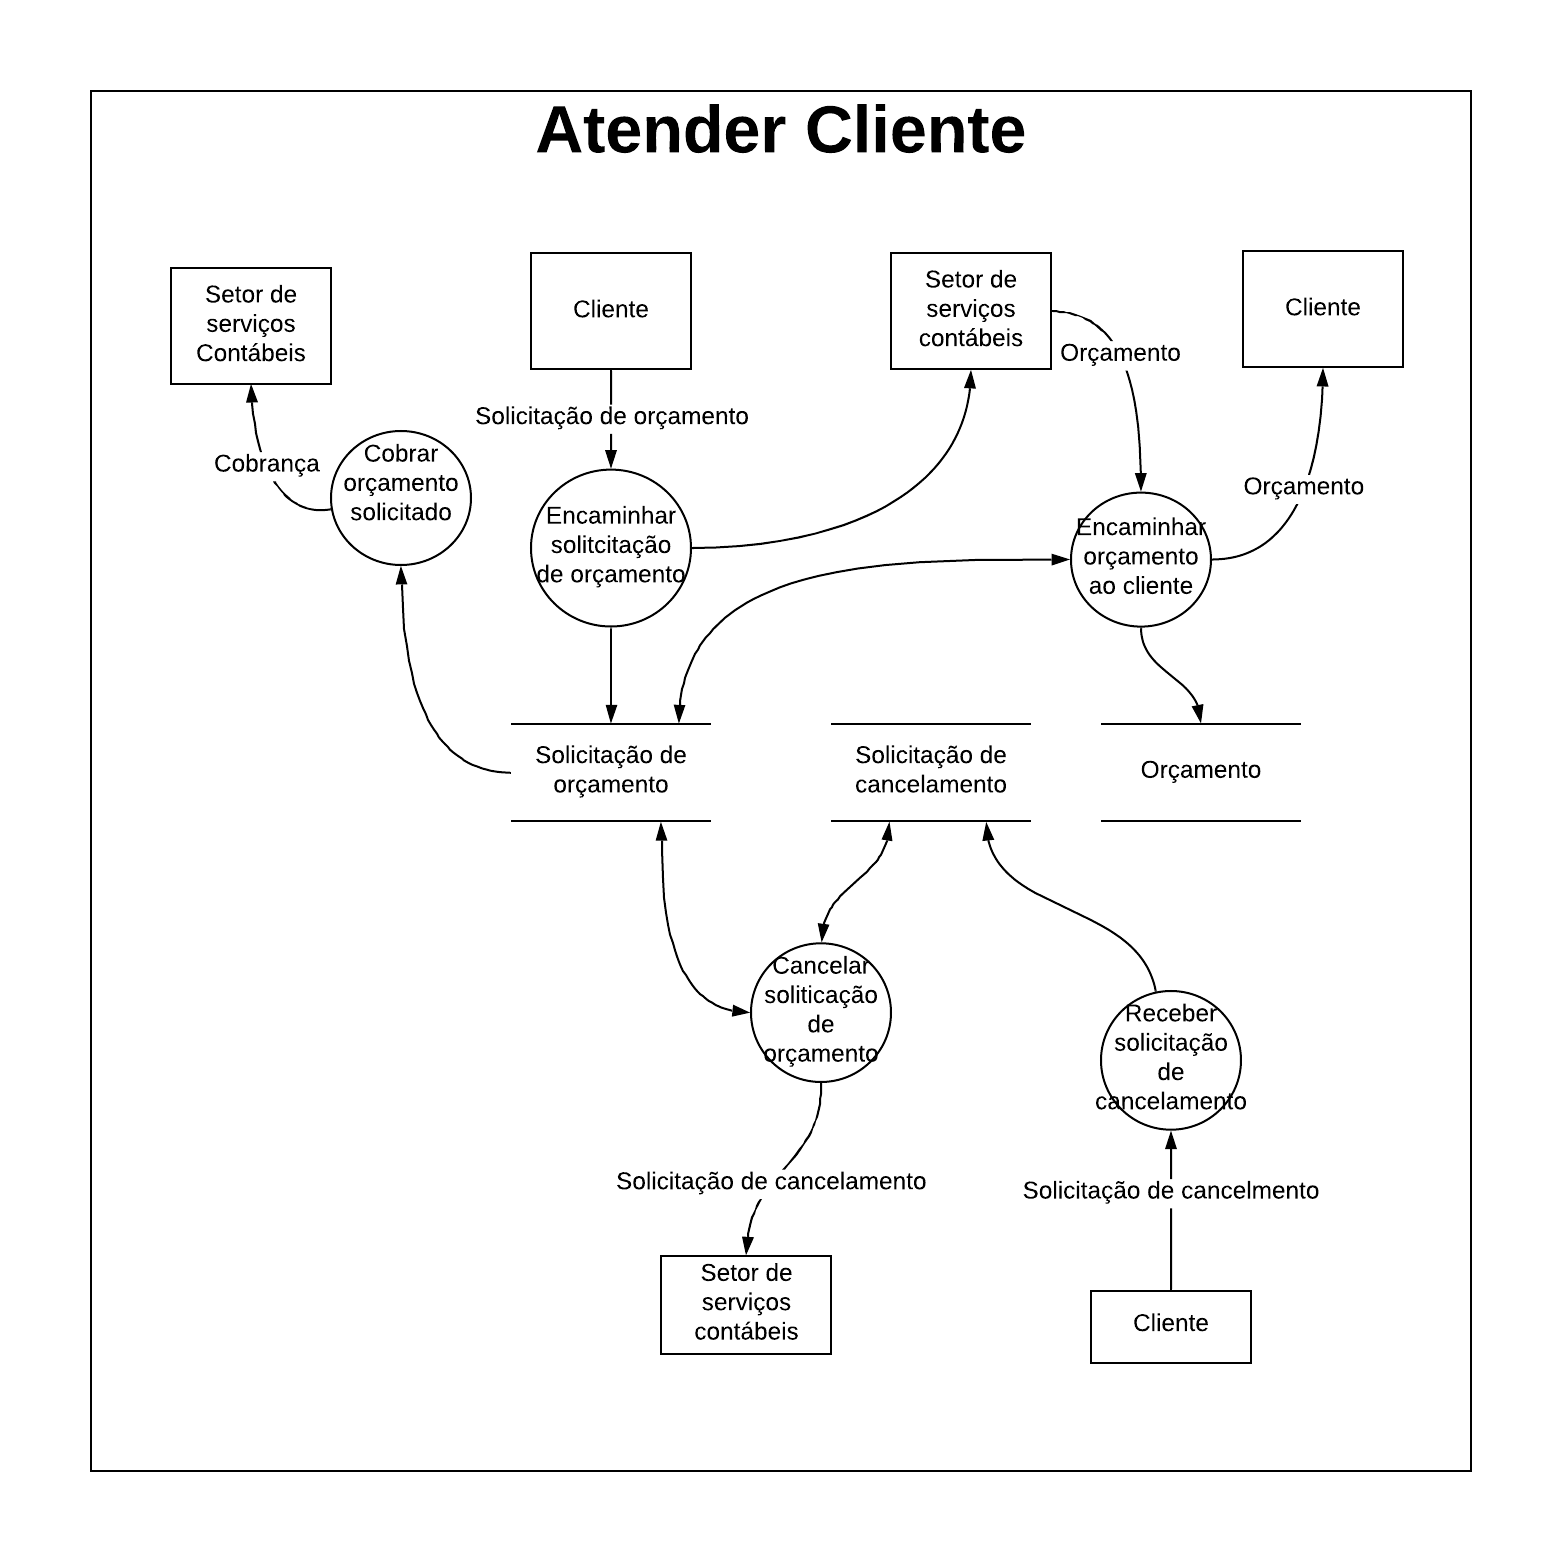 Atender Cliente
Setor de
serviços
Contábeis
Cliente
Setor de
serviços
contábeis
Cliente
Orçamento
Solicitação de orçamento
Cobrança
Cobrar
orçamento
solicitado
Orçamento
Encaminhar
solitcitação
de orçamento
Encaminhar
orçamento
ao cliente
Solicitação de
orçamento
Solicitação de
cancelamento
Orçamento
Cancelar
soliticação
de
orçamento
Receber
solicitação
de
cancelamento
Solicitação de cancelamento
Solicitação de cancelmento
Setor de
serviços
contábeis
Cliente